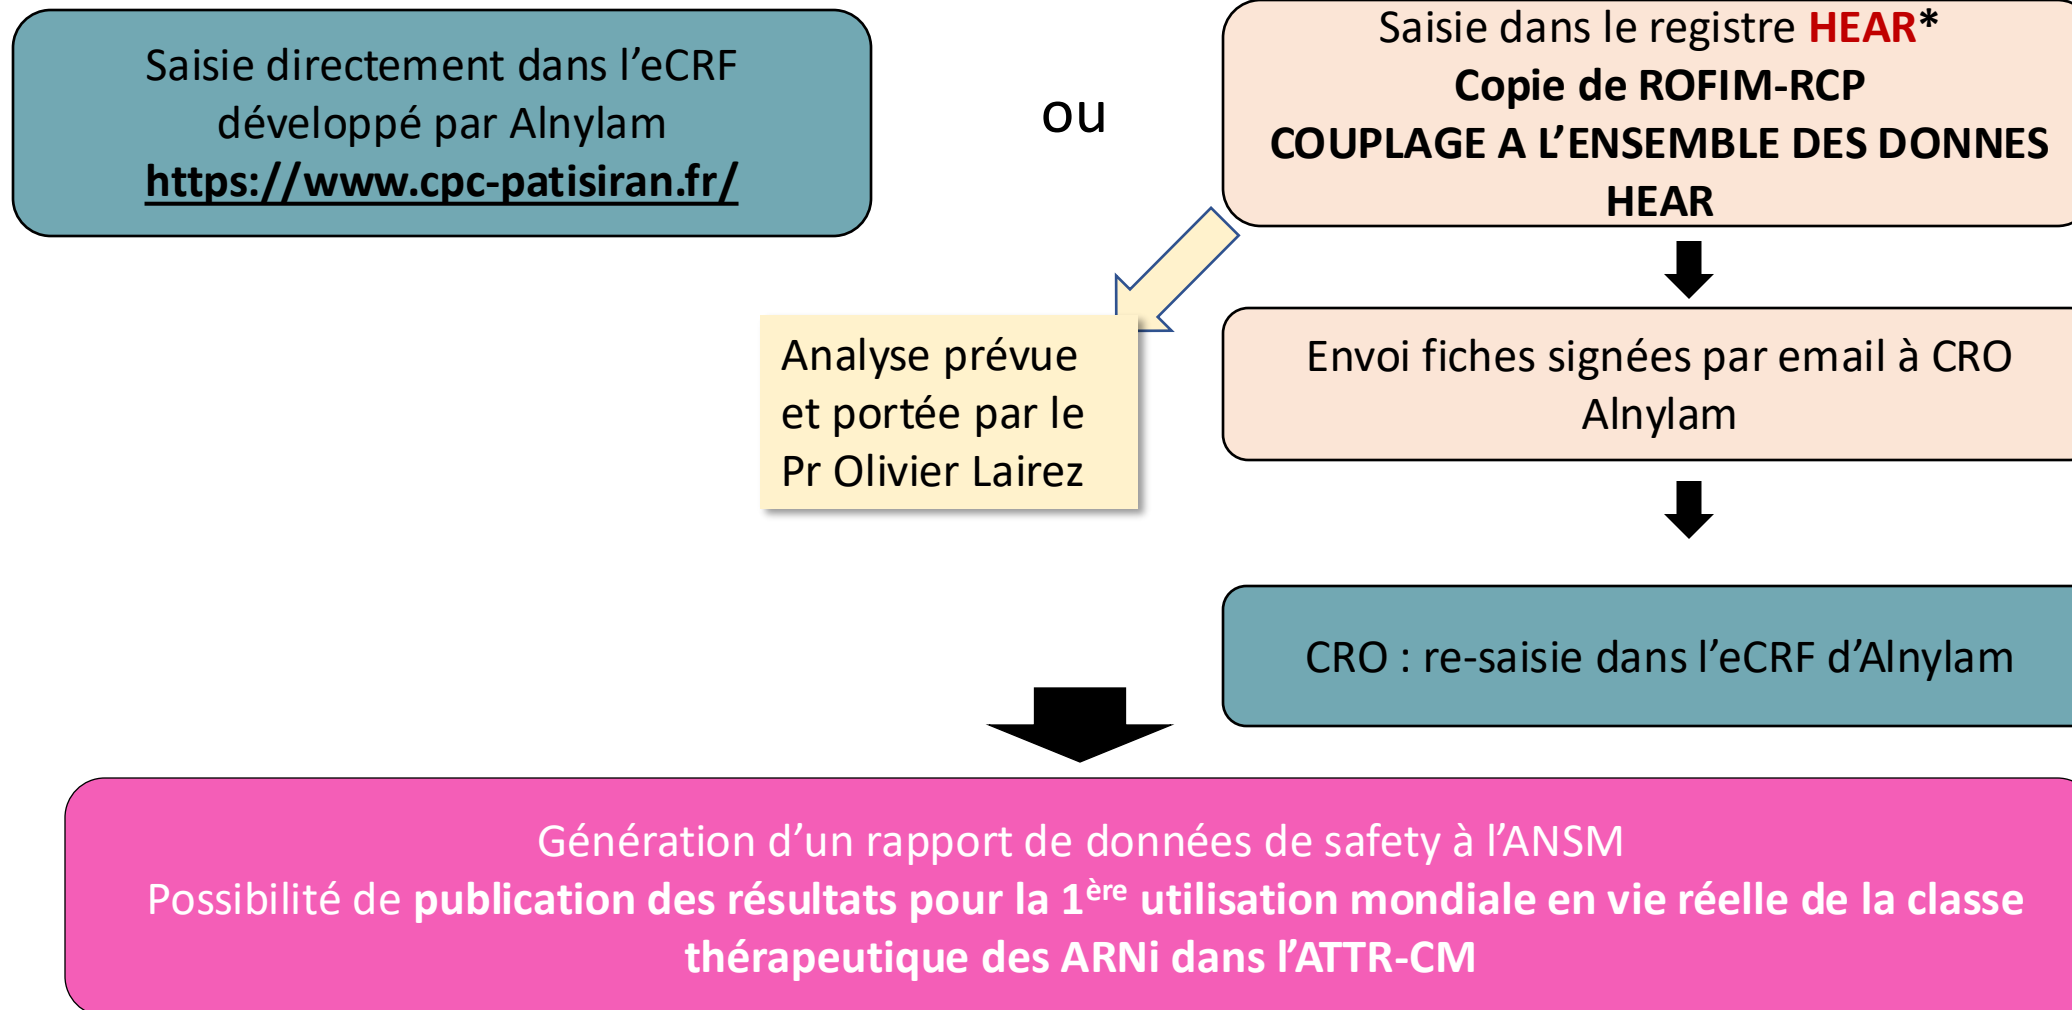 Saisie directement dans l’eCRF
développé par Alnylam
https://www.cpc-patisiran.fr/
ou
Saisie dans le registre HEAR*
Copie de ROFIM-RCP
COUPLAGE A L’ENSEMBLE DES DONNES
HEAR
Analyse prévue
et portée par le
Pr Olivier Lairez
Envoi fiches signées par email à CRO
Alnylam
CRO : re-saisie dans l’eCRF d’Alnylam
Génération d’un rapport de données de safety à l’ANSM
Possibilité de publication des résultats pour la 1ère utilisation mondiale en vie réelle de la classe
thérapeutique des ARNi dans l’ATTR-CM